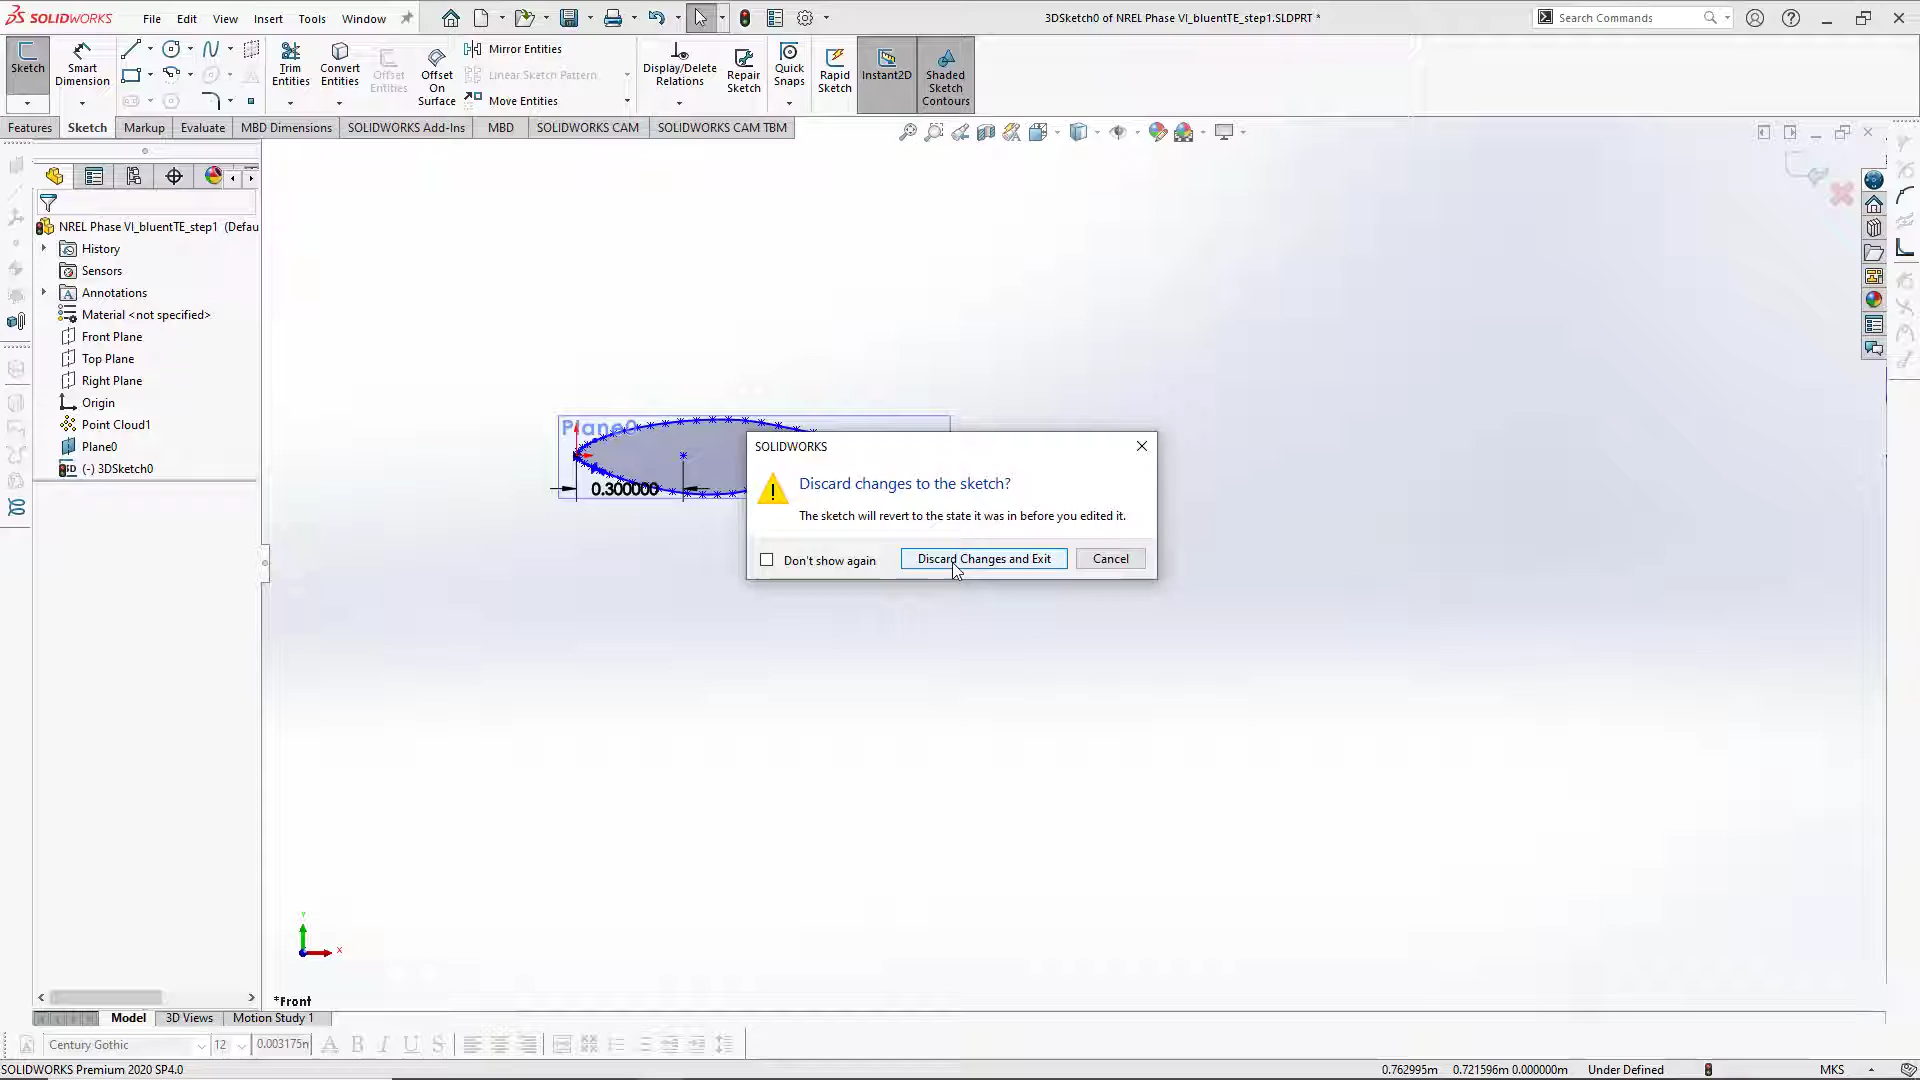 SOLIDWORKS File Edit View Insert Tools Window
3DSketch0 of NREL Phase VI_bluentTE_step1.SLDPRT *
Search Commands
Sketch
Smart Dimension
Trim Entities
Convert Entities
Offset Entities
Offset On Surface
Mirror Entities
Linear Sketch Pattern
Move Entities
Display/Delete Relations
Repair Sketch
Quick Snaps
Rapid Sketch
Instant2D
Shaded Sketch Contours
Features Sketch Markup Evaluate MBD Dimensions SOLIDWORKS Add-Ins MBD SOLIDWORKS CAM SOLIDWORKS CAM TBM
NREL Phase VI_bluentTE_step1 (Defau
History
Sensors
Annotations
Material <not specified>
Front Plane
Top Plane
Right Plane
Origin
Point Cloud1
Plane0
3D (-) 3DSketch0
Plane0
0.300000
SOLIDWORKS
Discard changes to the sketch?
The sketch will revert to the state it was in before you edited it.
Don't show again
Discard Changes and Exit
Cancel
Y
X
*Front
Model 3D Views Motion Study 1
Century Gothic 12 0.003175m A B I U S
SOLIDWORKS Premium 2020 SP4.0
0.762995m 0.721596m 0.000000m Under Defined MKS